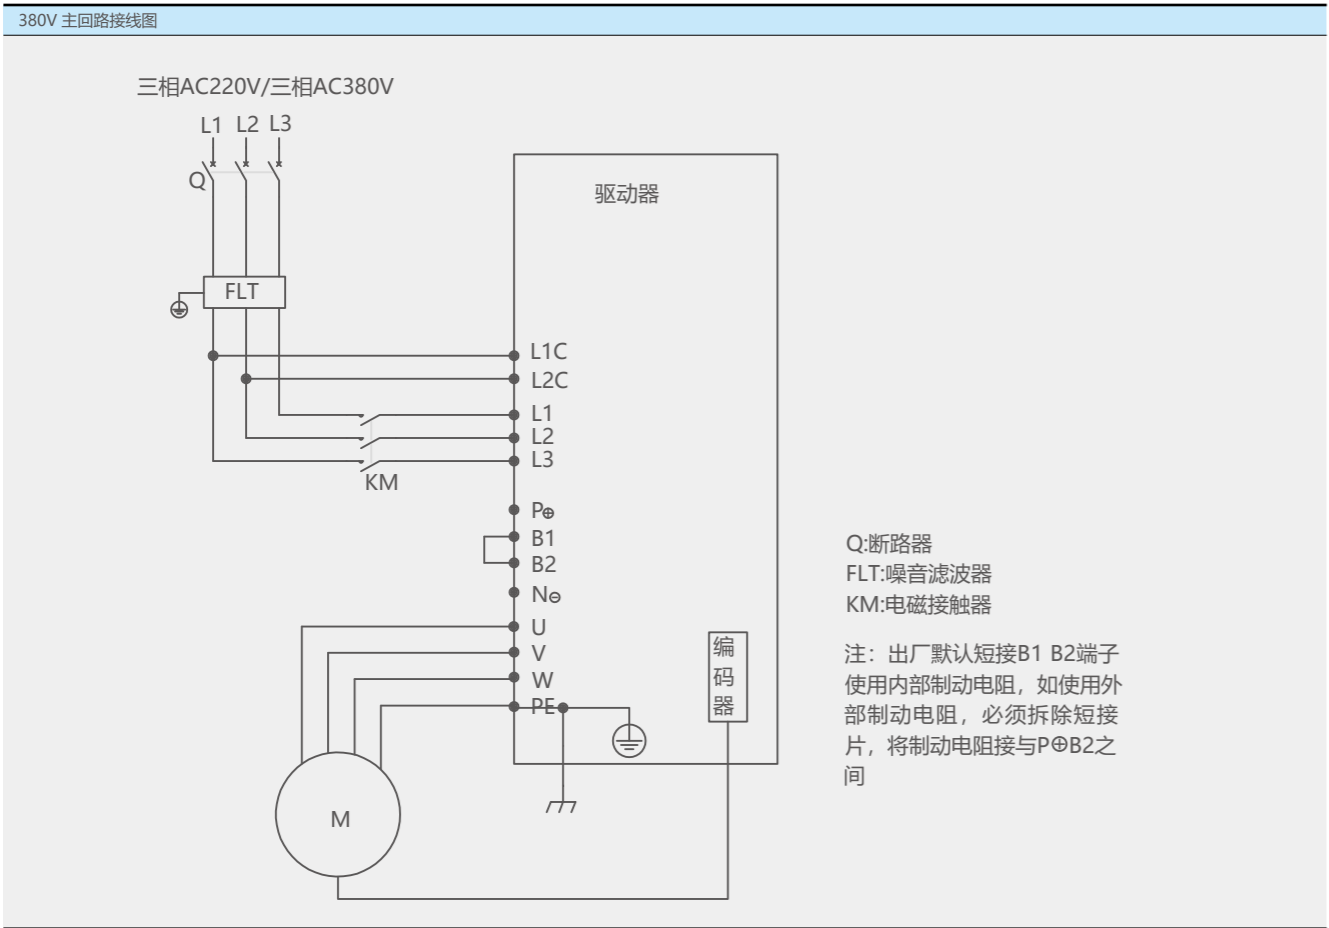 380V 主回路接线图
三相AC220V/三相AC380V
L1 L2 L3
Q
驱动器
FLT
L1C
L2C
L1
L2
L3
KM
P⊕
B1
B2
N⊖
U
V
W
PE
编
码
器
M
Q:断路器
FLT:噪音滤波器
KM:电磁接触器
注：出厂默认短接B1 B2端子
使用内部制动电阻，如使用外
部制动电阻，必须拆除短接
片，将制动电阻接与P⊕B2之
间